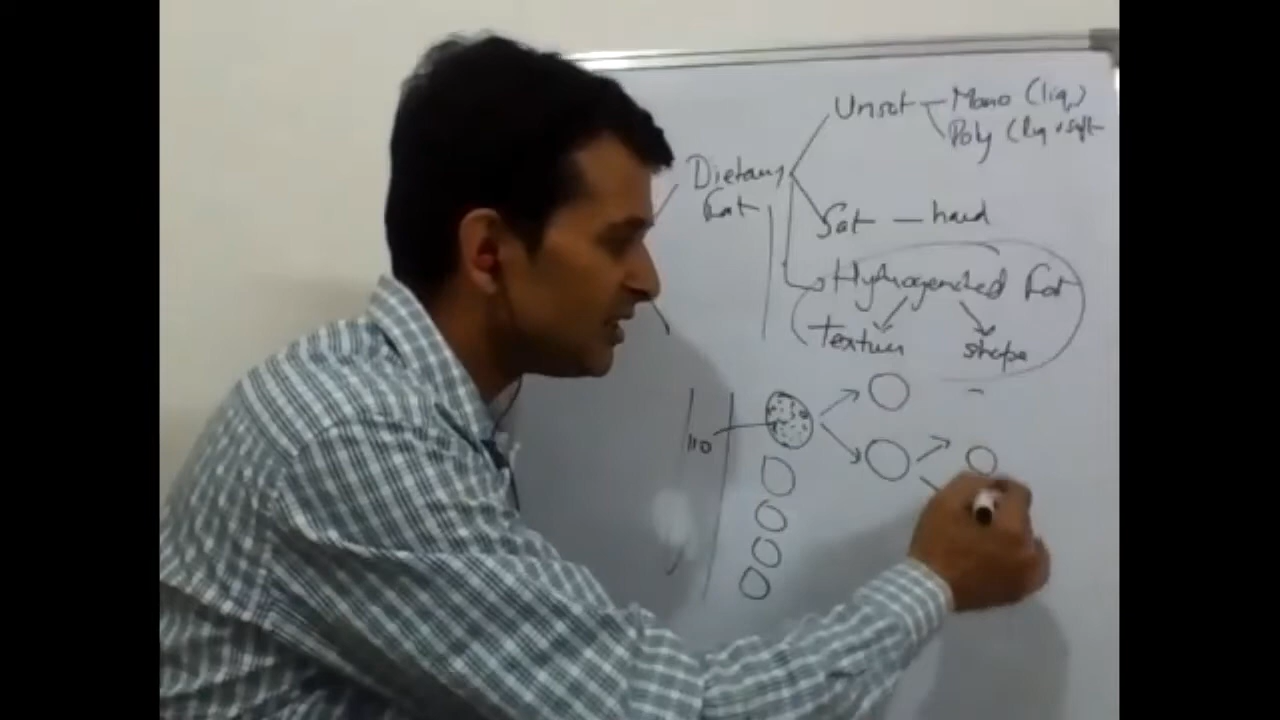 Unsat - Mono (liq)
Poly (liq + soft
Dietary
Fat
Sat - hard
Hydrogenated Fat
Texture shape
110